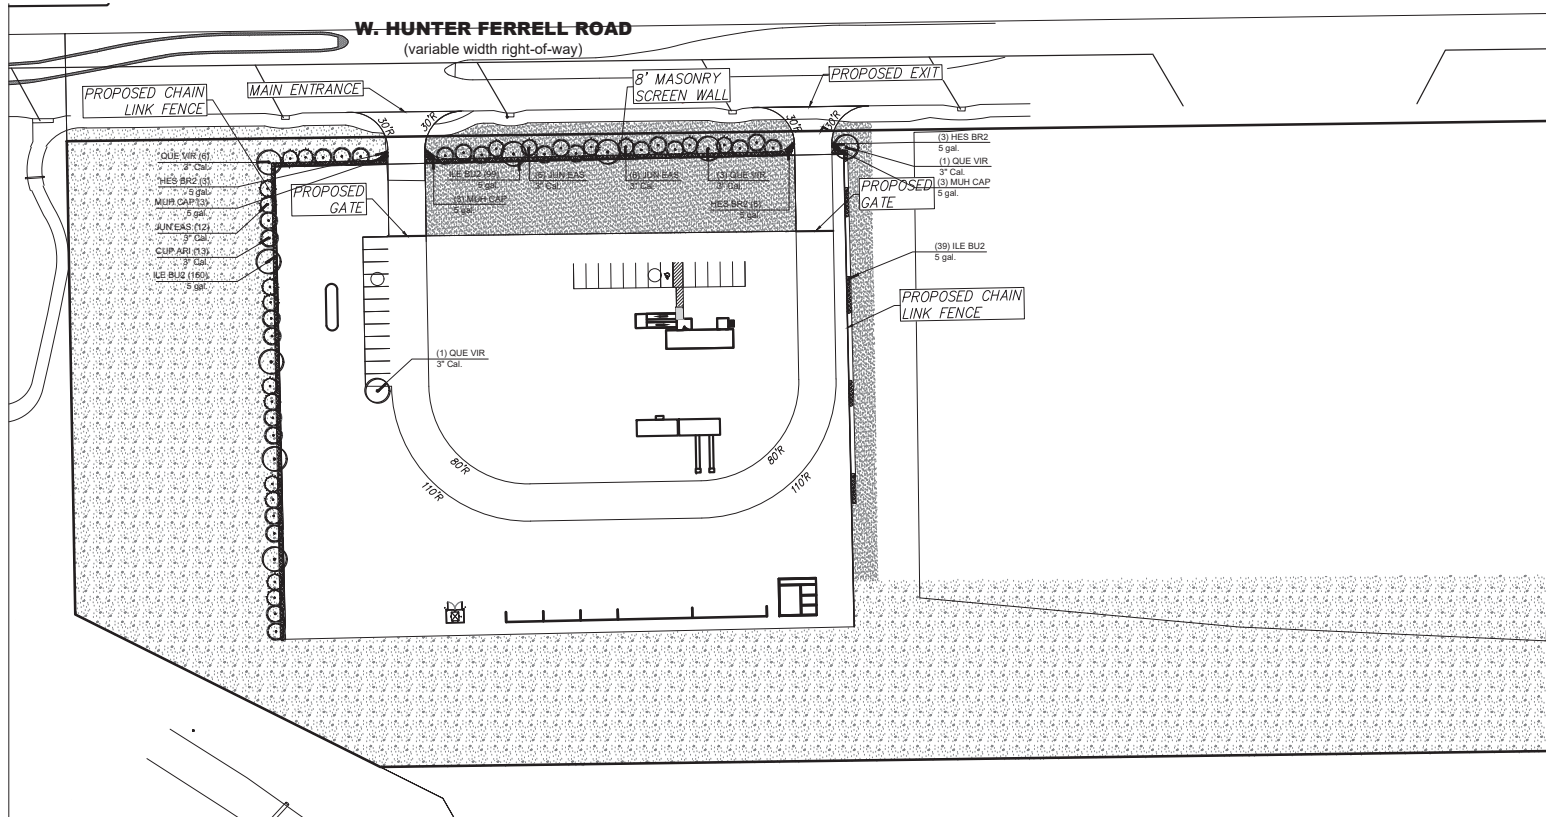 W. HUNTER FERRELL ROAD
(variable width right-of-way)
PROPOSED CHAIN
LINK FENCE
MAIN ENTRANCE
8' MASONRY
SCREEN WALL
PROPOSED EXIT
30'R
30'R
30'R
30'R
QUE VIR (6)
3" Cal.
HES BR2 (3)
5 gal.
MUH CAP (3)
5 gal.
JUN EAS (12)
3" Cal.
CUP ARI (13)
3" Cal.
ILE BU2 (160)
5 gal.
PROPOSED
GATE
ILE BU2 (99)
5 gal.
MUH CAP
5 gal.
JUN EAS
3" Cal.
JUN EAS
3" Cal.
(3) QUE VIR
3" Cal.
HES BR2 (6)
5 gal.
PROPOSED
GATE
(3) HES BR2
5 gal.
(1) QUE VIR
3" Cal.
(3) MUH CAP
5 gal.
(39) ILE BU2
5 gal.
PROPOSED CHAIN
LINK FENCE
(1) QUE VIR
3" Cal.
80'R
110'R
80'R
110'R